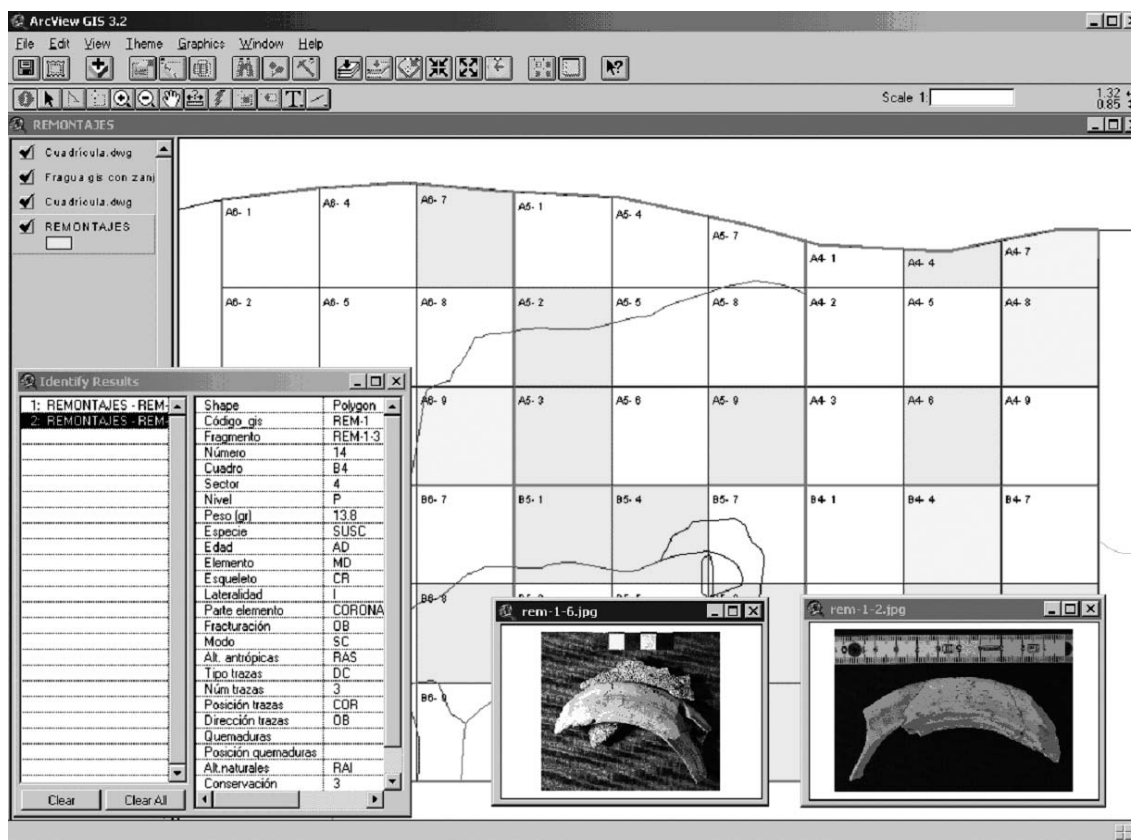 ArcView GIS 3.2
File Edit View Theme Graphics Window Help
Scale 1: 1.32
0.85
REMONTAJES
Cuadrícula.dwg
Fragua gis con zanj
Cuadrícula.dwg
REMONTAJES
A6- 1 A6- 4 A6- 7 A5- 1 A5- 4 A5- 7 A4- 1 A4- 4 A4- 7
A6- 2 A6- 5 A6- 8 A5- 2 A5- 5 A5- 8 A4- 2 A4- 5 A4- 8
A6- 9 A5- 3 A5- 6 A5- 9 A4- 3 A4- 6 A4- 9
B6- 7 B5- 1 B5- 4 B5- 7 B4- 1 B4- 4 B4- 7
B6- 8
B6- 9
Identify Results
1: REMONTAJES - REM-
2: REMONTAJES - REM-
Shape Polygon
Código_gis REM-1
Fragmento REM-1-3
Número 14
Cuadro B4
Sector 4
Nivel P
Peso (gr) 13.8
Especie SUSC
Edad AD
Elemento MD
Esqueleto CR
Lateralidad I
Parte elemento CORONA
Fracturación OB
Modo SC
Alt. antrópicas RAS
Tipo trazas DC
Núm trazas 3
Posición trazas COR
Dirección trazas OB
Quemaduras
Posición quemaduras
Alt.naturales RAI
Conservación 3
Clear Clear All
rem-1-6.jpg
rem-1-2.jpg